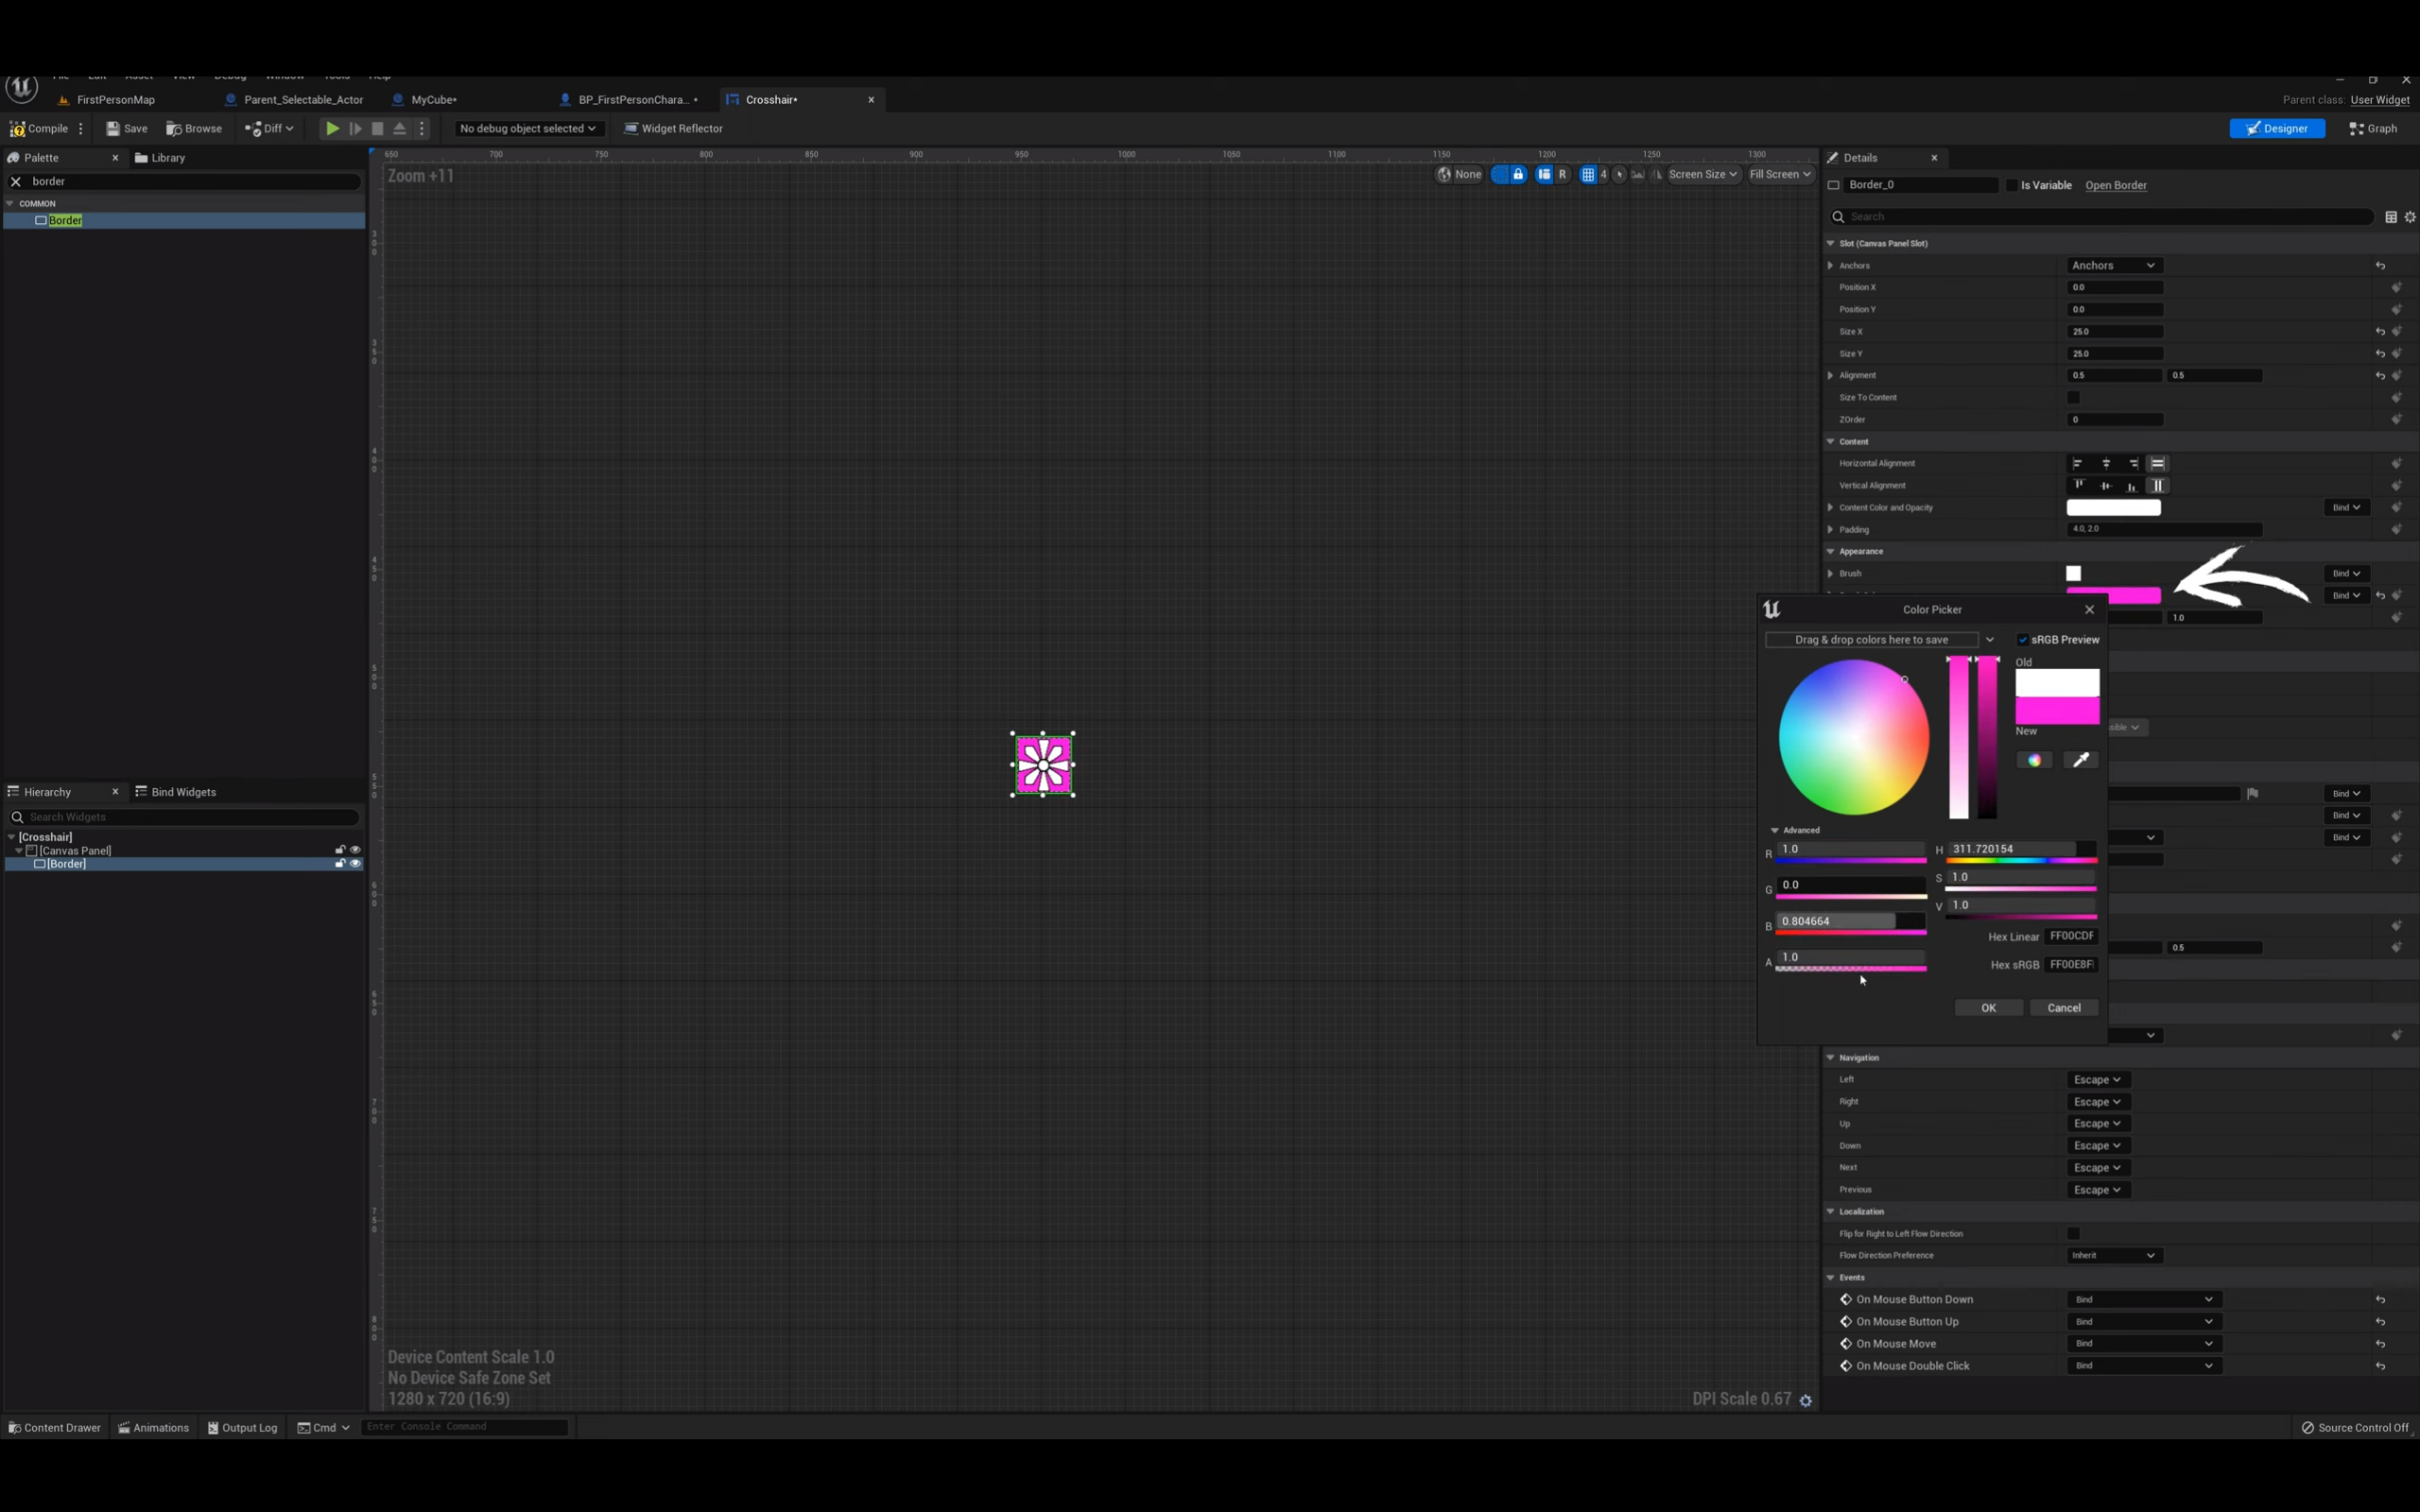 File Edit Asset View Debug Window Tools Help
FirstPersonMap Parent_Selectable_Actor MyCube• BP_FirstPersonChara... • Crosshair•
Parent class: User Widget
Compile Save Browse Diff No debug object selected Widget Reflector Designer Graph
Palette Library
border
COMMON
Border
650 700 750 800 850 900 950 1000 1050 1100 1150 1200 1250 1300
Zoom +11
None R 4 Screen Size Fill Screen
300
350
400
450
500
550
600
650
700
750
800
Device Content Scale 1.0
No Device Safe Zone Set
1280 x 720 (16:9)
DPI Scale 0.67
Hierarchy Bind Widgets
Search Widgets
[Crosshair]
[Canvas Panel]
[Border]
Details
Border_0 Is Variable Open Border
Search
Slot (Canvas Panel Slot)
Anchors Anchors
Position X 0.0
Position Y 0.0
Size X 25.0
Size Y 25.0
Alignment 0.5 0.5
Size To Content
ZOrder 0
Content
Horizontal Alignment
Vertical Alignment
Content Color and Opacity Bind
Padding 4.0, 2.0
Appearance
Brush Bind
Bind
1.0
Color Picker
Drag & drop colors here to save sRGB Preview
Old
New
Advanced
R 1.0 H 311.720154
G 0.0 S 1.0
B 0.804664 V 1.0
Hex Linear FF00CDF
A 1.0 Hex sRGB FF00E8F
OK Cancel
Bind
Bind
Bind
0.5
Navigation
Left Escape
Right Escape
Up Escape
Down Escape
Next Escape
Previous Escape
Localization
Flip for Right to Left Flow Direction
Flow Direction Preference Inherit
Events
On Mouse Button Down Bind
On Mouse Button Up Bind
On Mouse Move Bind
On Mouse Double Click Bind
Content Drawer Animations Output Log Cmd Enter Console Command Source Control Off